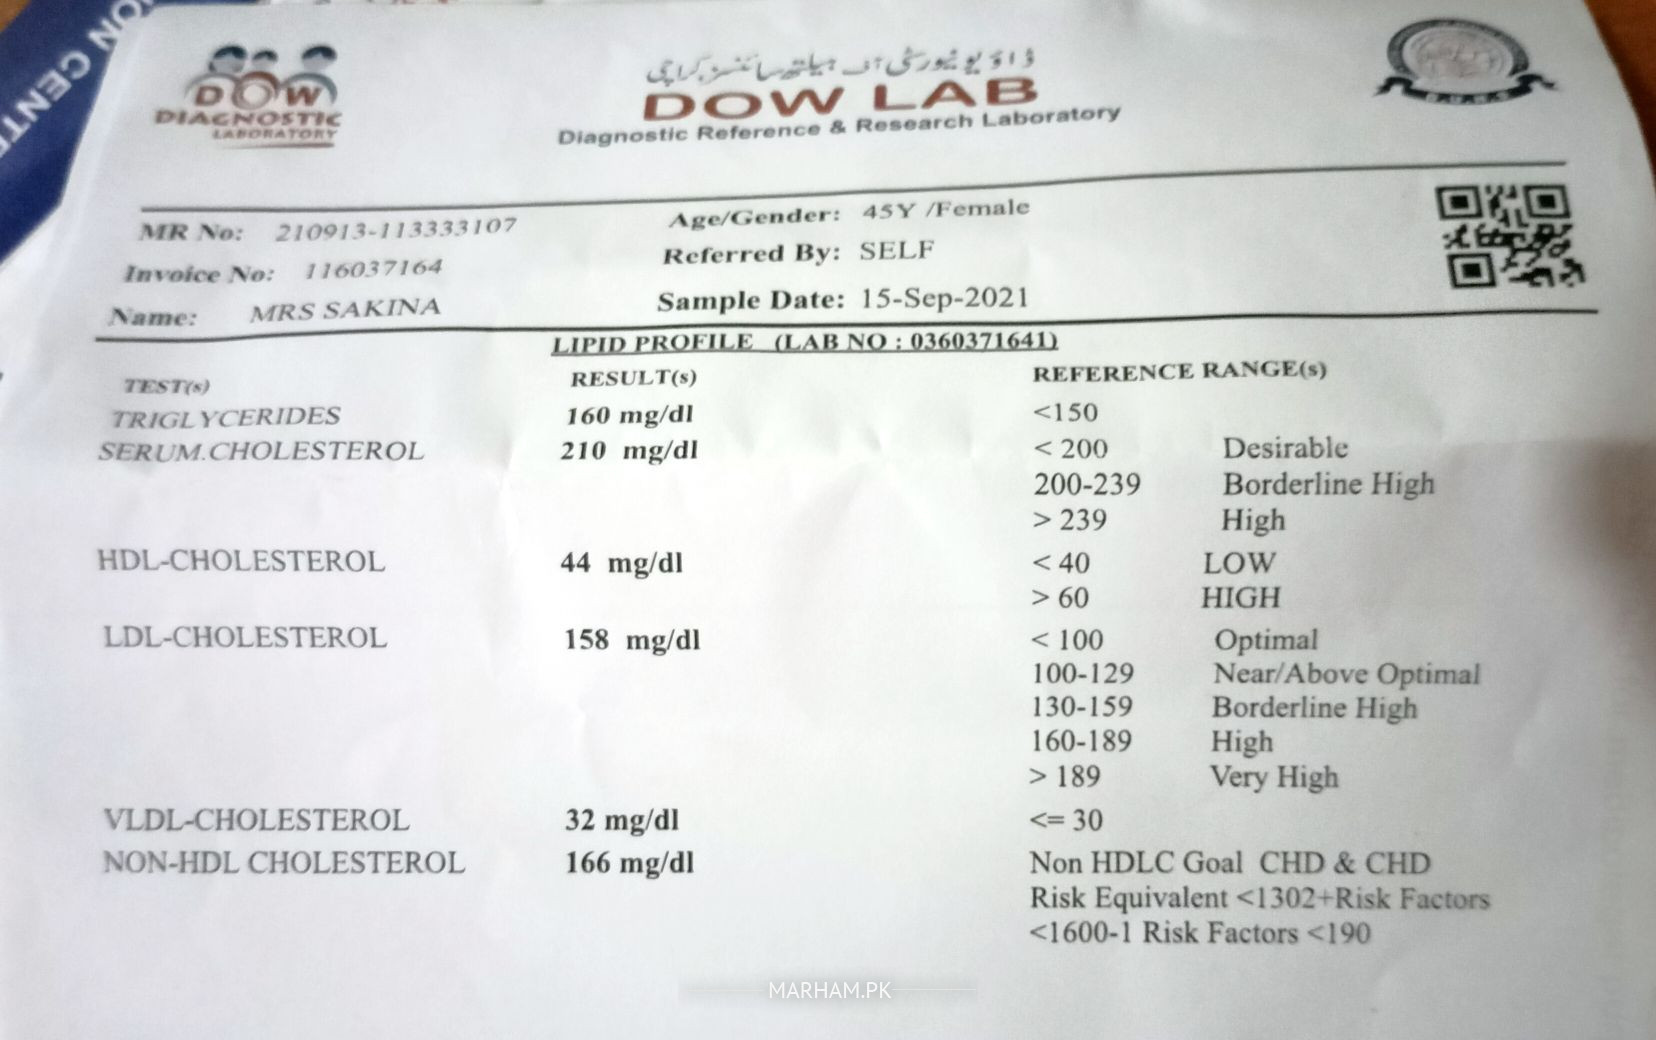 ON CENTE
DOW
DIAGNOSTIC
LABORATORY
ڈاؤ یونیورسٹی آف ہیلتھ سائنسز کراچی
DOW LAB
Diagnostic Reference & Research Laboratory
D.U.H.S
MR No: 210913-113333107
Age/Gender: 45Y /Female
Invoice No: 116037164
Referred By: SELF
Name: MRS SAKINA
Sample Date: 15-Sep-2021
LIPID PROFILE (LAB NO : 0360371641)
TEST(s) RESULT(s) REFERENCE RANGE(s)
TRIGLYCERIDES 160 mg/dl <150
SERUM.CHOLESTEROL 210 mg/dl < 200 Desirable
200-239 Borderline High
> 239 High
HDL-CHOLESTEROL 44 mg/dl < 40 LOW
> 60 HIGH
LDL-CHOLESTEROL 158 mg/dl < 100 Optimal
100-129 Near/Above Optimal
130-159 Borderline High
160-189 High
> 189 Very High
VLDL-CHOLESTEROL 32 mg/dl <= 30
NON-HDL CHOLESTEROL 166 mg/dl Non HDLC Goal CHD & CHD
Risk Equivalent <1302+Risk Factors
<1600-1 Risk Factors <190
MARHAM.PK